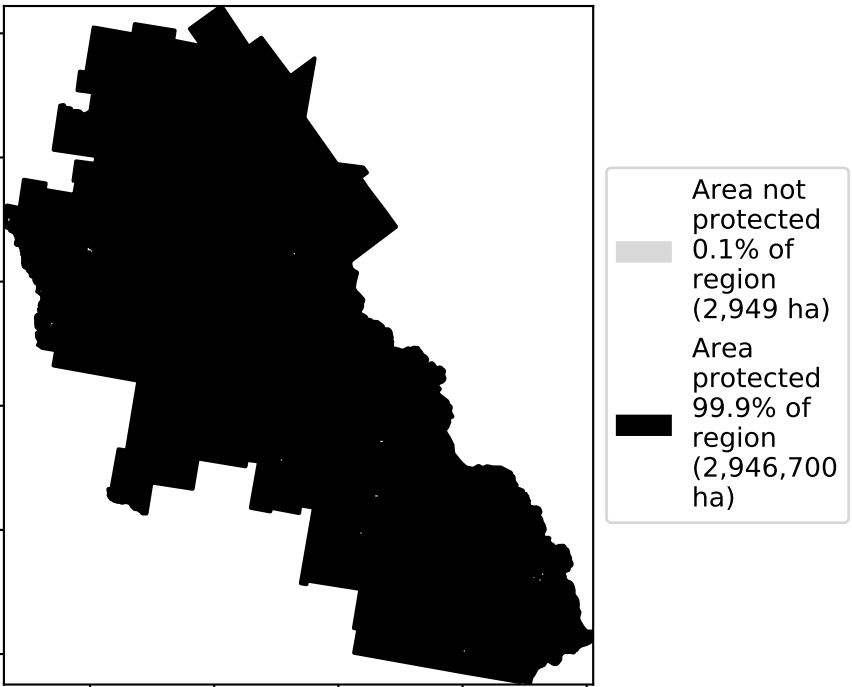 Area not
protected
0.1% of
region
(2,949 ha)
Area
protected
99.9% of
region
(2,946,700
ha)